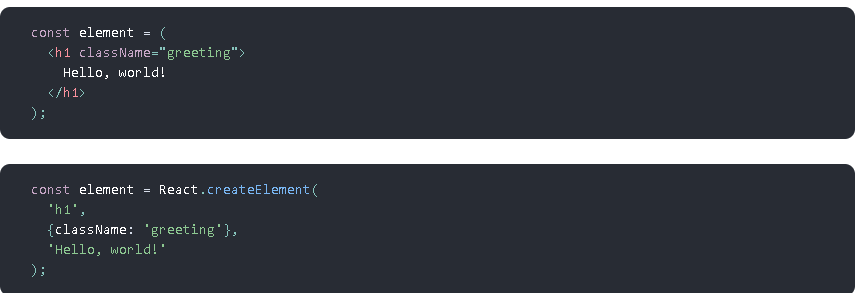 const element = (
  <h1 className="greeting">
    Hello, world!
  </h1>
);
const element = React.createElement(
  'h1',
  {className: 'greeting'},
  'Hello, world!'
);